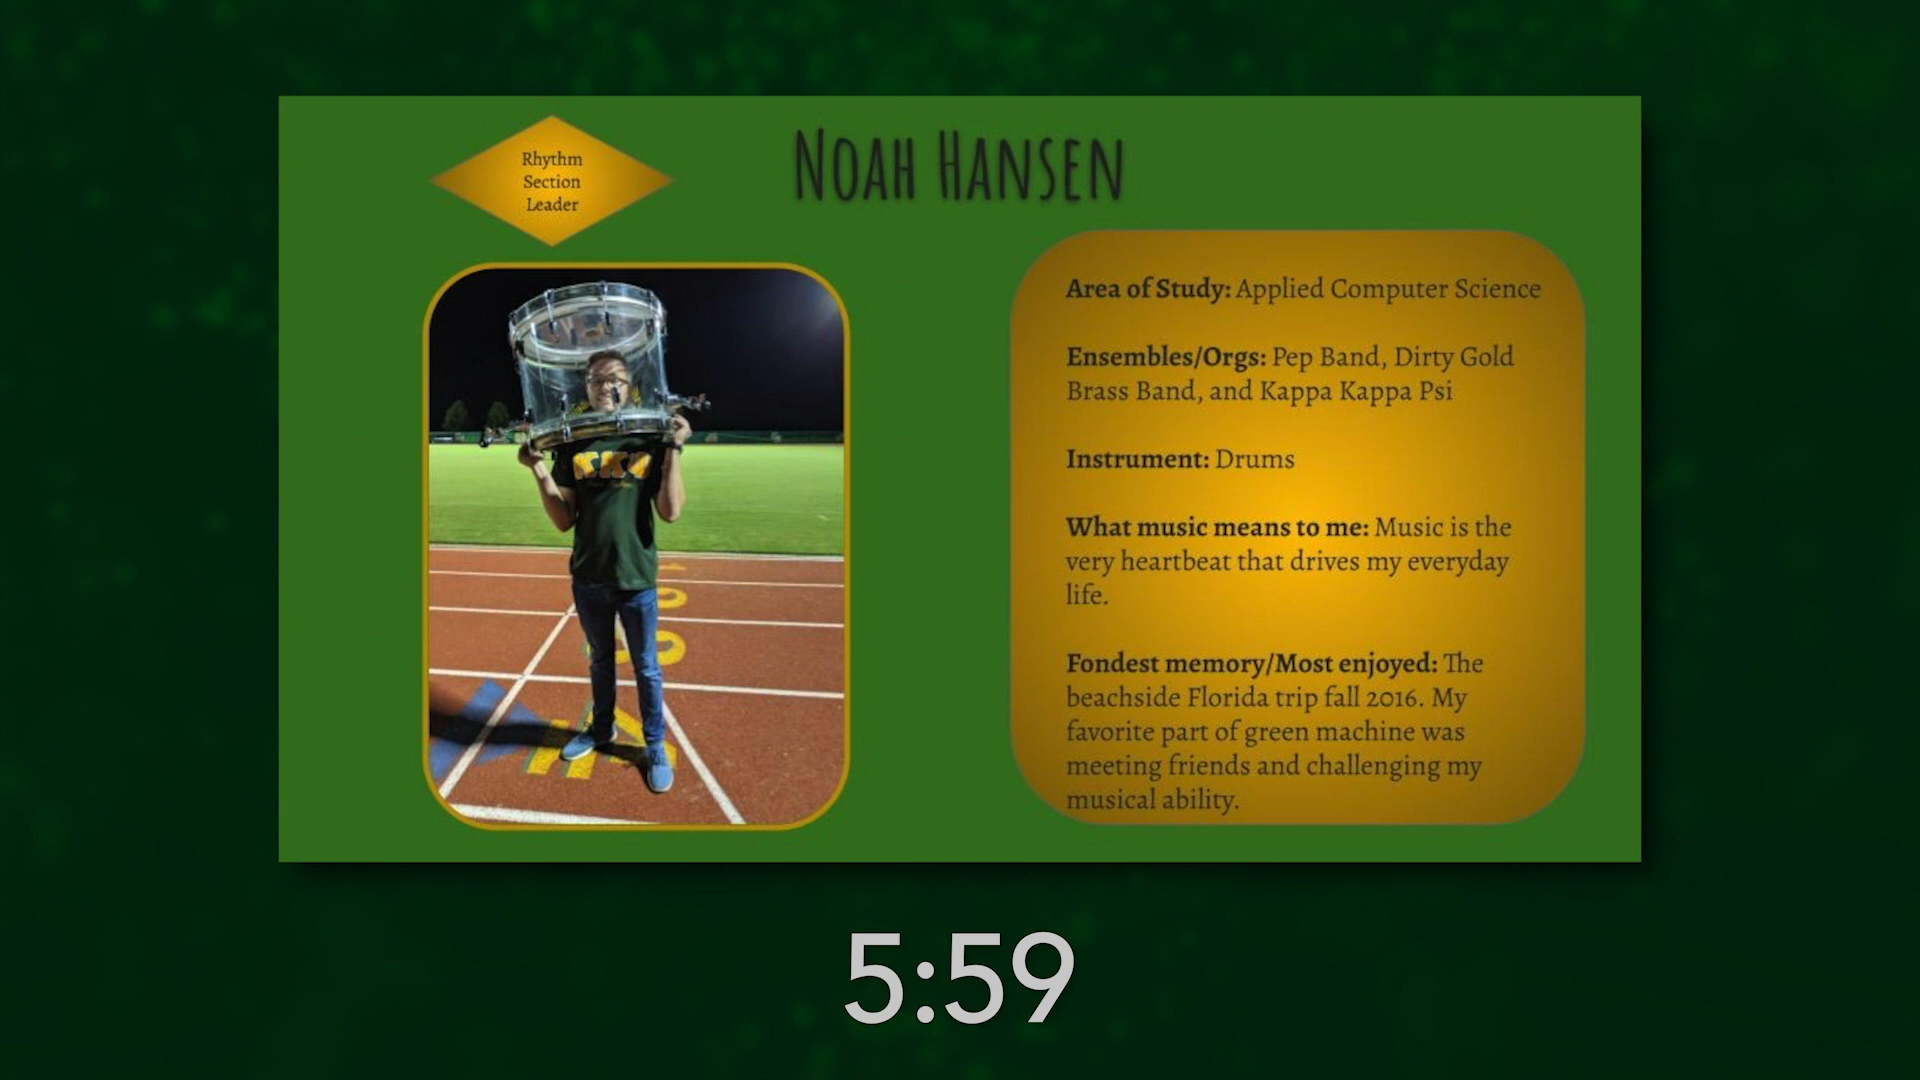 Rhythm
Section
Leader
Noah Hansen
Area of Study: Applied Computer Science
Ensembles/Orgs: Pep Band, Dirty Gold
Brass Band, and Kappa Kappa Psi
Instrument: Drums
What music means to me: Music is the
very heartbeat that drives my everyday
life.
Fondest memory/Most enjoyed: The
beachside Florida trip fall 2016. My
favorite part of green machine was
meeting friends and challenging my
musical ability.
5:59